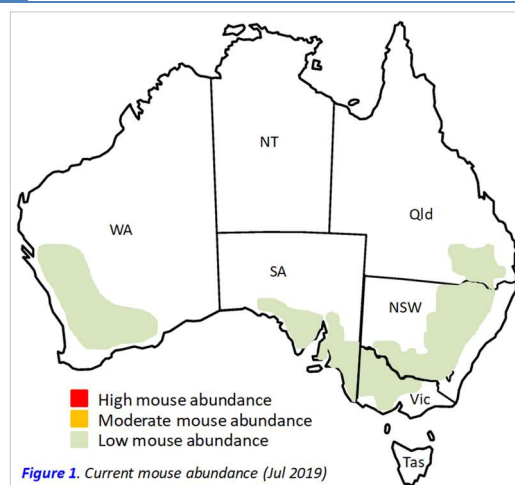 NT
Qld
WA
SA
NSW
Vic
Tas
High mouse abundance
Moderate mouse abundance
Low mouse abundance
Figure 1. Current mouse abundance (Jul 2019)